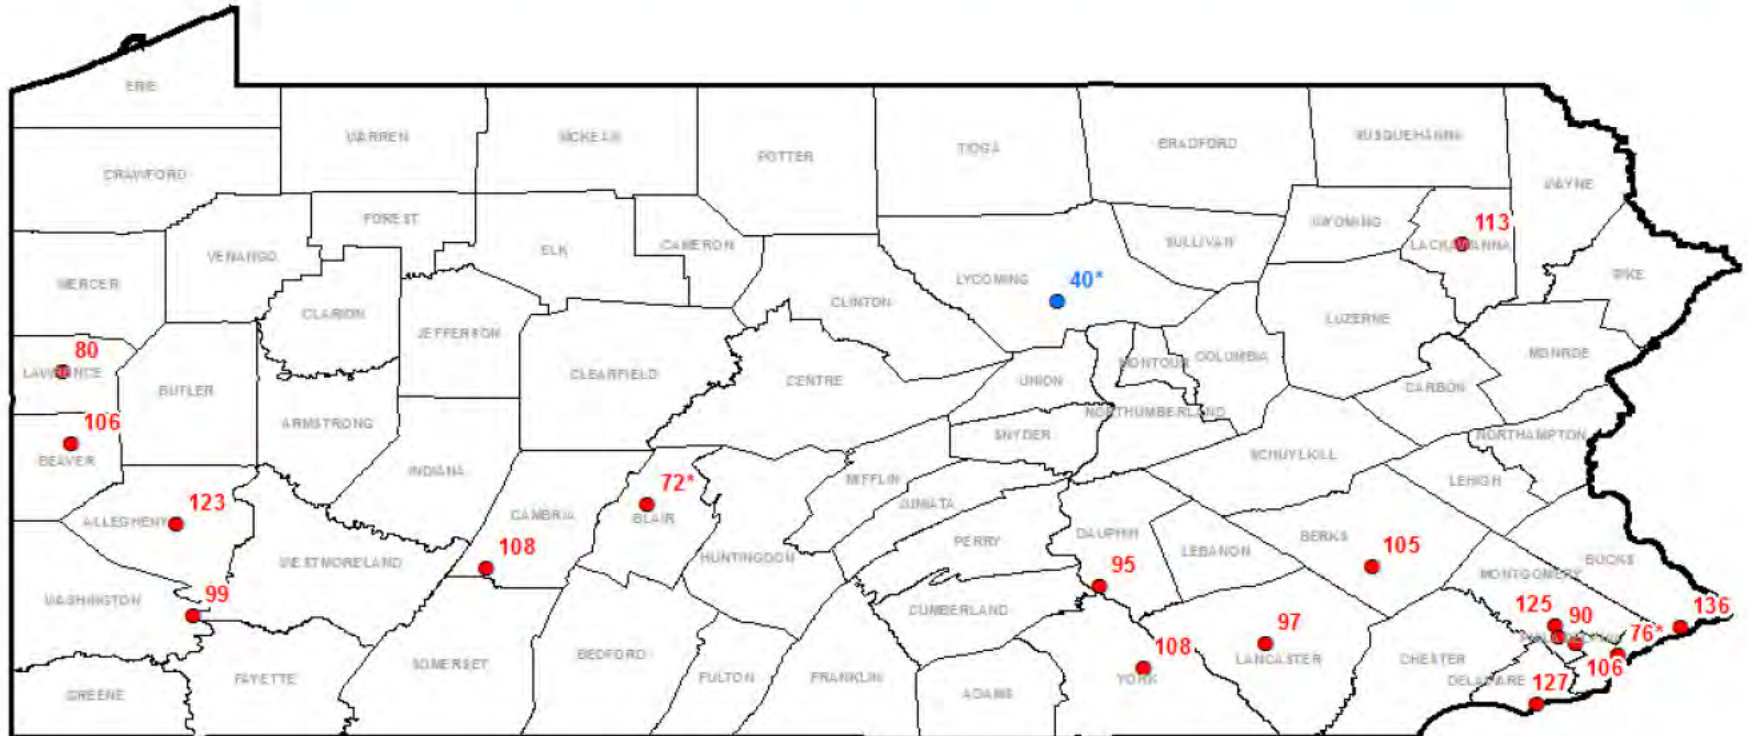 ERIE
WARREN
MCKEAN
POTTER
TIOGA
BRADFORD
SUSQUEHANNA
CRAWFORD
WAYNE
FOREST
WYOMING
113
VENANGO
ELK
CAMERON
SULLIVAN
LACKAWANNA
MERCER
LYCOMING
40*
PIKE
CLARION
CLINTON
LUZERNE
JEFFERSON
80
LAWRENCE
MONROE
MONTOUR
COLUMBIA
BUTLER
CLEARFIELD
CENTRE
UNION
CARBON
106
ARMSTRONG
NORTHUMBERLAND
BEAVER
SNYDER
NORTHAMPTON
INDIANA
SCHUYLKILL
72*
MIFFLIN
LEHIGH
123
ALLEGHENY
CAMBRIA
BLAIR
JUNIATA
108
PERRY
DAUPHIN
LEBANON
BERKS
105
WESTMORELAND
HUNTINGDON
95
MONTGOMERY
BUCKS
WASHINGTON
99
CUMBERLAND
97
125
90
136
76*
SOMERSET
BEDFORD
108
LANCASTER
CHESTER
106
GREENE
FAYETTE
FULTON
FRANKLIN
ADAMS
YORK
DELAWARE
127